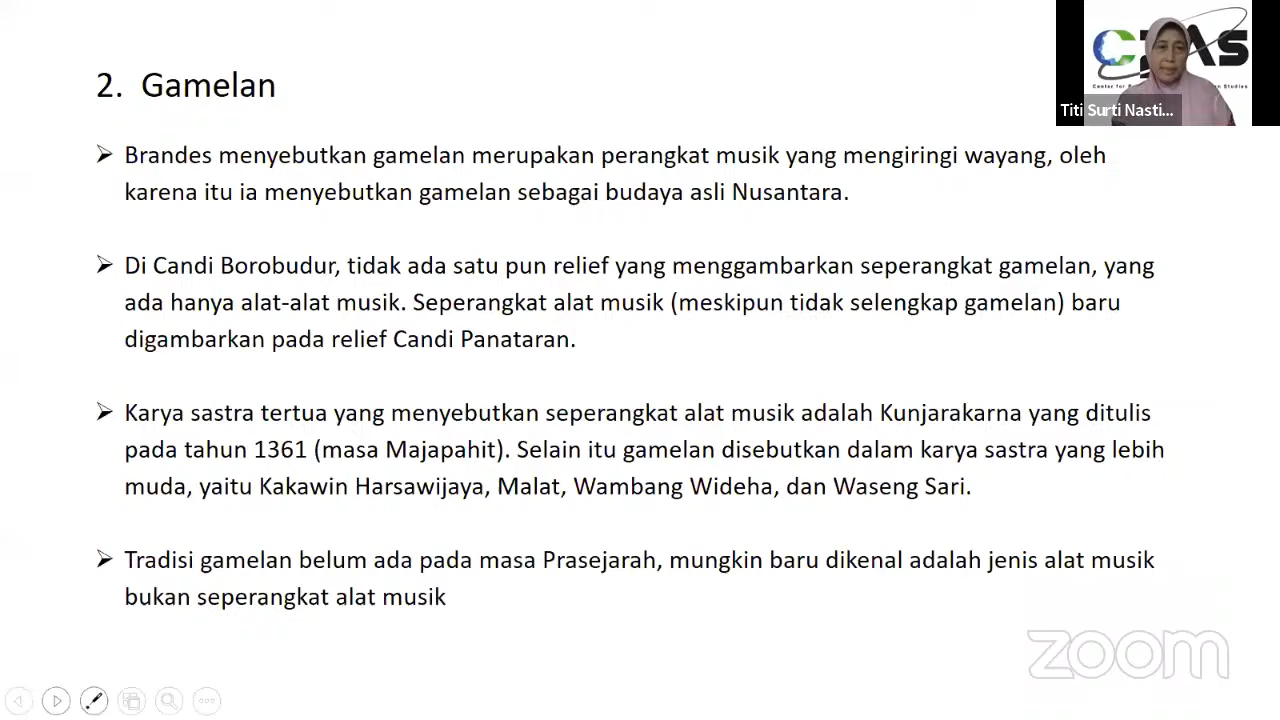 2. Gamelan
➢ Brandes menyebutkan gamelan merupakan perangkat musik yang mengiringi wayang, oleh
karena itu ia menyebutkan gamelan sebagai budaya asli Nusantara.
➢ Di Candi Borobudur, tidak ada satu pun relief yang menggambarkan seperangkat gamelan, yang
ada hanya alat-alat musik. Seperangkat alat musik (meskipun tidak selengkap gamelan) baru
digambarkan pada relief Candi Panataran.
➢ Karya sastra tertua yang menyebutkan seperangkat alat musik adalah Kunjarakarna yang ditulis
pada tahun 1361 (masa Majapahit). Selain itu gamelan disebutkan dalam karya sastra yang lebih
muda, yaitu Kakawin Harsawijaya, Malat, Wambang Wideha, dan Waseng Sari.
➢ Tradisi gamelan belum ada pada masa Prasejarah, mungkin baru dikenal adalah jenis alat musik
bukan seperangkat alat musik
Center for
Studies
Titi Surti Nasti...
zoom